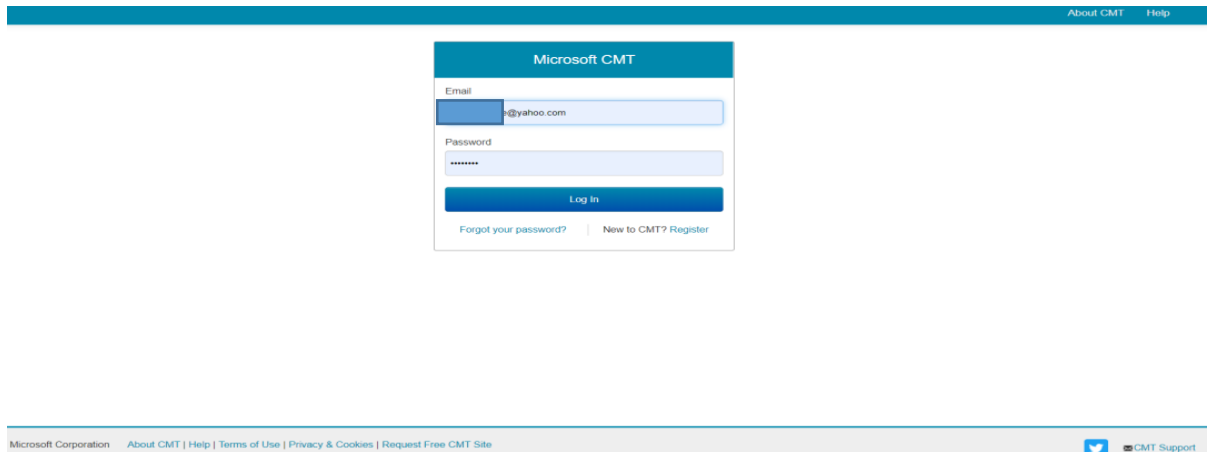 About CMT Help
Microsoft CMT
Email
e@yahoo.com
Password
••••••••
Log In
Forgot your password? New to CMT? Register
Microsoft Corporation About CMT | Help | Terms of Use | Privacy & Cookies | Request Free CMT Site CMT Support